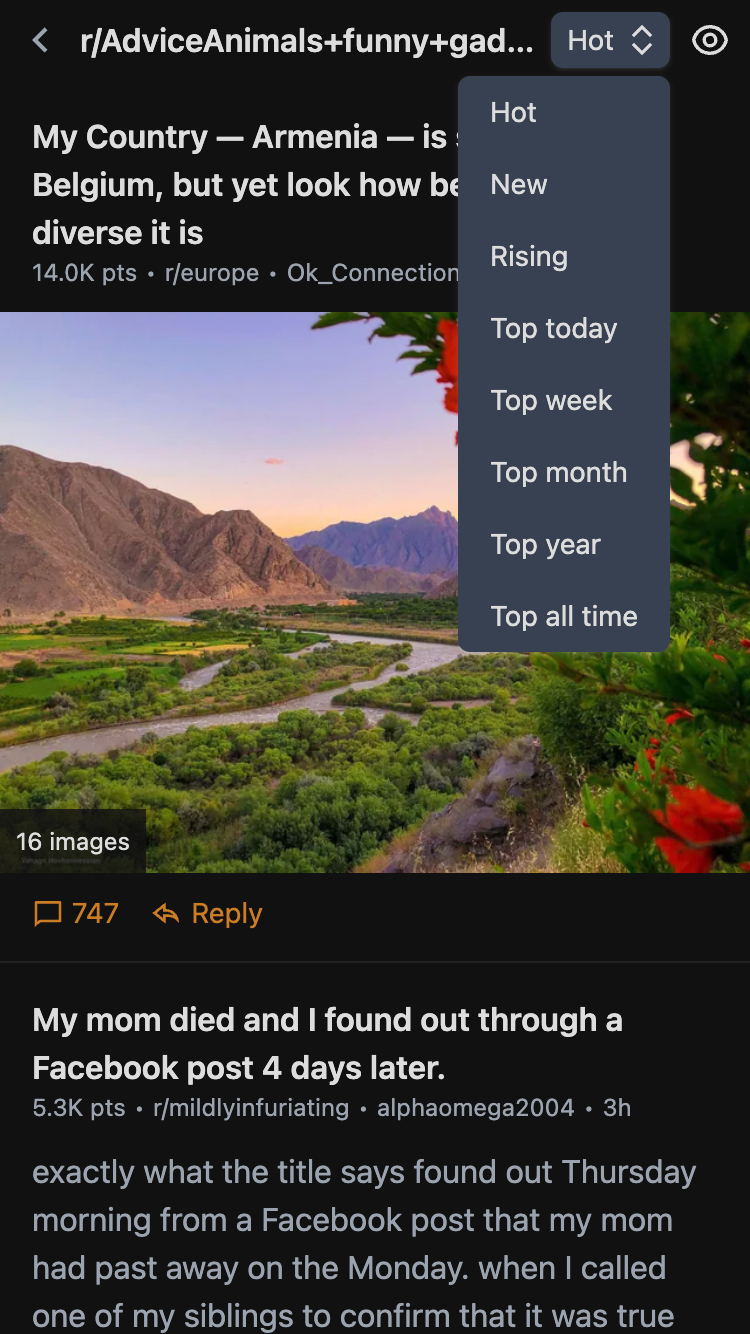 r/AdviceAnimals+funny+gad...
Hot
Hot
New
Rising
Top today
Top week
Top month
Top year
Top all time
My Country — Armenia — is
Belgium, but yet look how be
diverse it is
14.0K pts • r/europe • Ok_Connection
16 images
747
Reply
My mom died and I found out through a
Facebook post 4 days later.
5.3K pts • r/mildlyinfuriating • alphaomega2004 • 3h
exactly what the title says found out Thursday
morning from a Facebook post that my mom
had past away on the Monday. when I called
one of my siblings to confirm that it was true